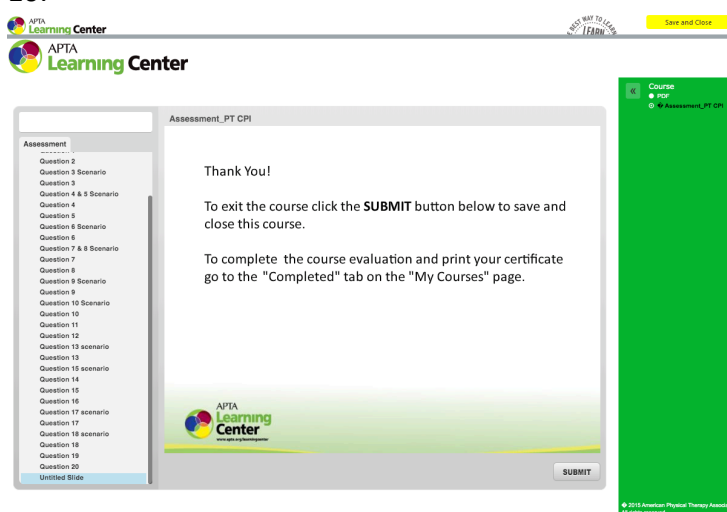 APTA
Learning Center
LEARN
Save and Close
APTA
Learning Center
Course
PDF
� Assessment_PT CPI
Assessment_PT CPI
Assessment
Question 2
Question 3 Scenario
Question 3
Question 4 & 5 Scenario
Question 4
Question 5
Question 6 Scenario
Question 6
Question 7 & 8 Scenario
Question 7
Question 8
Question 9 Scenario
Question 9
Question 10 Scenario
Question 10
Question 11
Question 12
Question 13 scenario
Question 13
Question 15 scenario
Question 14
Question 15
Question 16
Question 17 scenario
Question 17
Question 18 scenario
Question 18
Question 19
Question 20
Untitled Slide
Thank You!
To exit the course click the SUBMIT button below to save and
close this course.
To complete the course evaluation and print your certificate
go to the "Completed" tab on the "My Courses" page.
APTA
Learning
Center
www.apta.org/learningcenter
SUBMIT
� 2015 American Physical Therapy